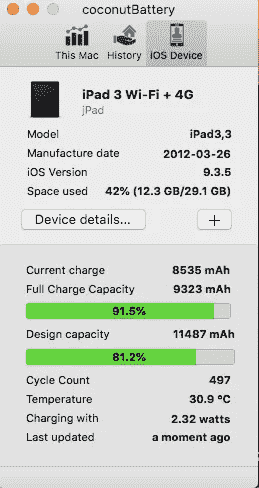 coconutBattery
This Mac History iOS Device
iPad 3 Wi-Fi + 4G
jPad
Model iPad3,3
Manufacture date 2012-03-26
iOS Version 9.3.5
Space used 42% (12.3 GB/29.1 GB)
Device details... +
Current charge 8535 mAh
Full Charge Capacity 9323 mAh
91.5%
Design capacity 11487 mAh
81.2%
Cycle Count 497
Temperature 30.9 ºC
Charging with 2.32 watts
Last updated a moment ago